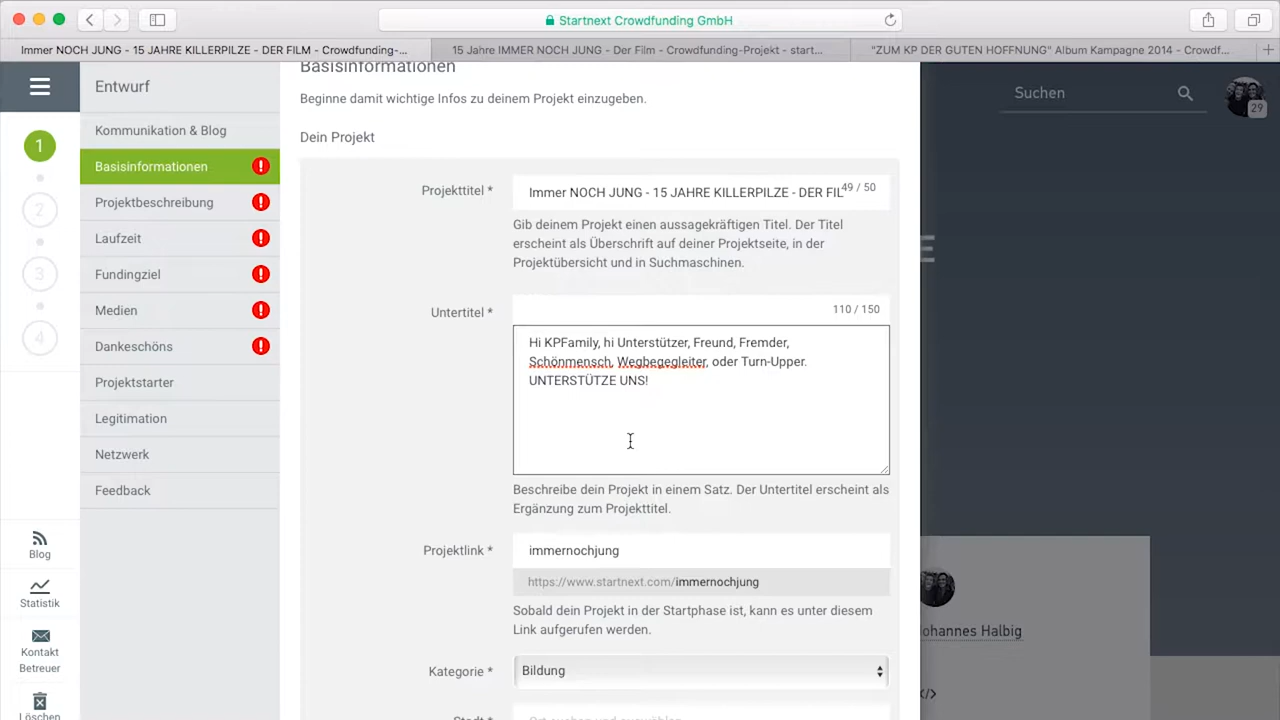 Startnext Crowdfunding GmbH
Immer NOCH JUNG - 15 JAHRE KILLERPILZE - DER FILM - Crowdfunding-...
15 Jahre IMMER NOCH JUNG - Der Film - Crowdfunding-Projekt - start...
"ZUM KP DER GUTEN HOFFNUNG" Album Kampagne 2014 - Crowdf...
Entwurf
Kommunikation & Blog
Basisinformationen
Projektbeschreibung
Laufzeit
Fundingziel
Medien
Dankeschöns
Projektstarter
Legitimation
Netzwerk
Feedback
1
2
3
4
Blog
Statistik
Kontakt
Betreuer
Löschen
Basisinformationen
Beginne damit wichtige Infos zu deinem Projekt einzugeben.
Dein Projekt
Projekttitel *
Immer NOCH JUNG - 15 JAHRE KILLERPILZE - DER FIL
49 / 50
Gib deinem Projekt einen aussagekräftigen Titel. Der Titel
erscheint als Überschrift auf deiner Projektseite, in der
Projektübersicht und in Suchmaschinen.
Untertitel *
110 / 150
Hi KPFamily, hi Unterstützer, Freund, Fremder,
Schönmensch, Wegbegegleiter, oder Turn-Upper.
UNTERSTÜTZE UNS!
Beschreibe dein Projekt in einem Satz. Der Untertitel erscheint als
Ergänzung zum Projekttitel.
Projektlink *
immernochjung
https://www.startnext.com/immernochjung
Sobald dein Projekt in der Startphase ist, kann es unter diesem
Link aufgerufen werden.
Kategorie *
Bildung
Stadt *
Ort suchen und auswählen
Suchen
29
E
ohannes Halbig
</>